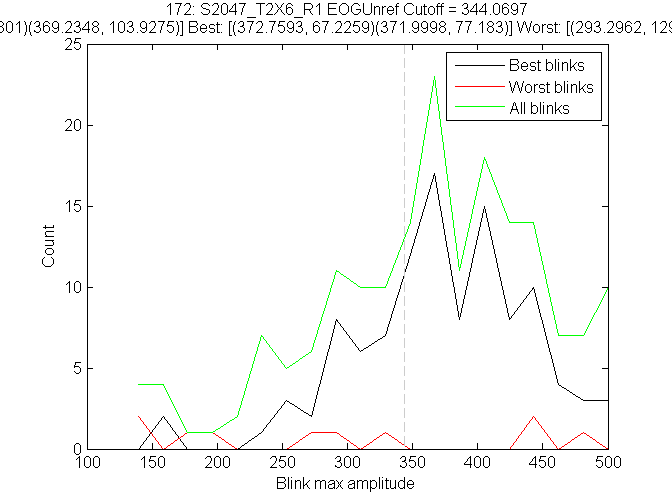 172: S2047_T2X6_R1 EOGUnref Cutoff = 344.0697
801)(369.2348, 103.9275)] Best: [(372.7593, 67.2259)(371.9998, 77.183)] Worst: [(293.2962, 129
Count
25
20
15
10
5
0
Best blinks
Worst blinks
All blinks
100 150 200 250 300 350 400 450 500
Blink max amplitude